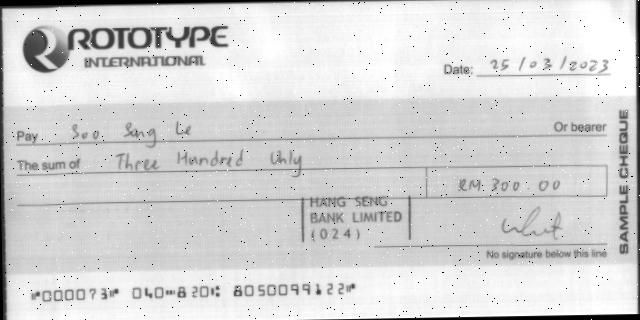 ROTOTYPE
INTERNATIONAL
Date: 25/03/2023
Pay Soo Seng Le Or bearer
The sum of Three Hundred Only
RM 300 00
HANG SENG
BANK LIMITED
(024)
No signature below this line
SAMPLE CHEQUE
⑈000073⑈ 040⑉820⑆ 8050099122⑈